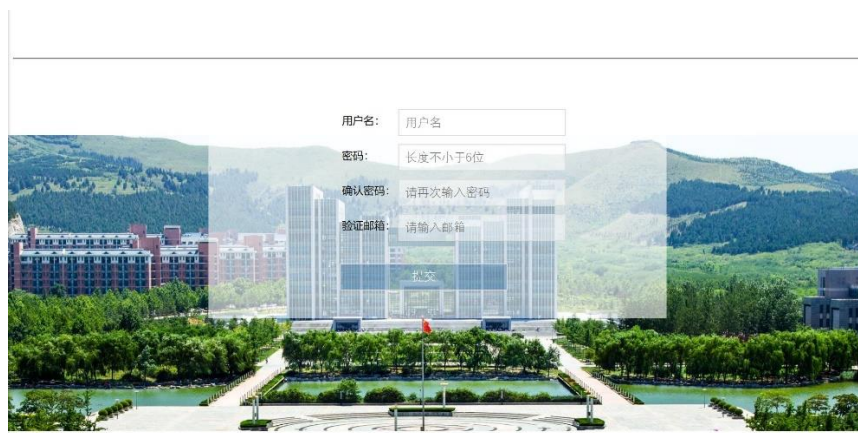 用户名: 用户名
密码: 长度不小于6位
确认密码: 请再次输入密码
验证邮箱: 请输入邮箱
提交